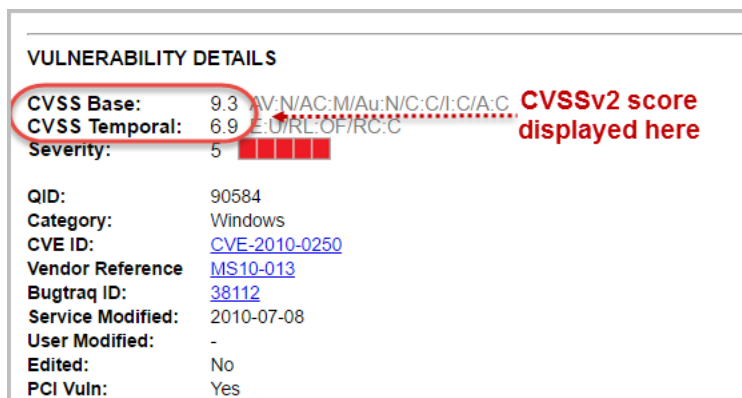 VULNERABILITY DETAILS
CVSS Base: 9.3 AV:N/AC:M/Au:N/C:C/I:C/A:C CVSSv2 score
CVSS Temporal: 6.9 E:U/RL:OF/RC:C displayed here
Severity: 5
QID: 90584
Category: Windows
CVE ID: CVE-2010-0250
Vendor Reference MS10-013
Bugtraq ID: 38112
Service Modified: 2010-07-08
User Modified: -
Edited: No
PCI Vuln: Yes